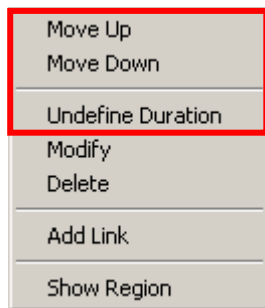 Move Up
Move Down
Undefine Duration
Modify
Delete
Add Link
Show Region